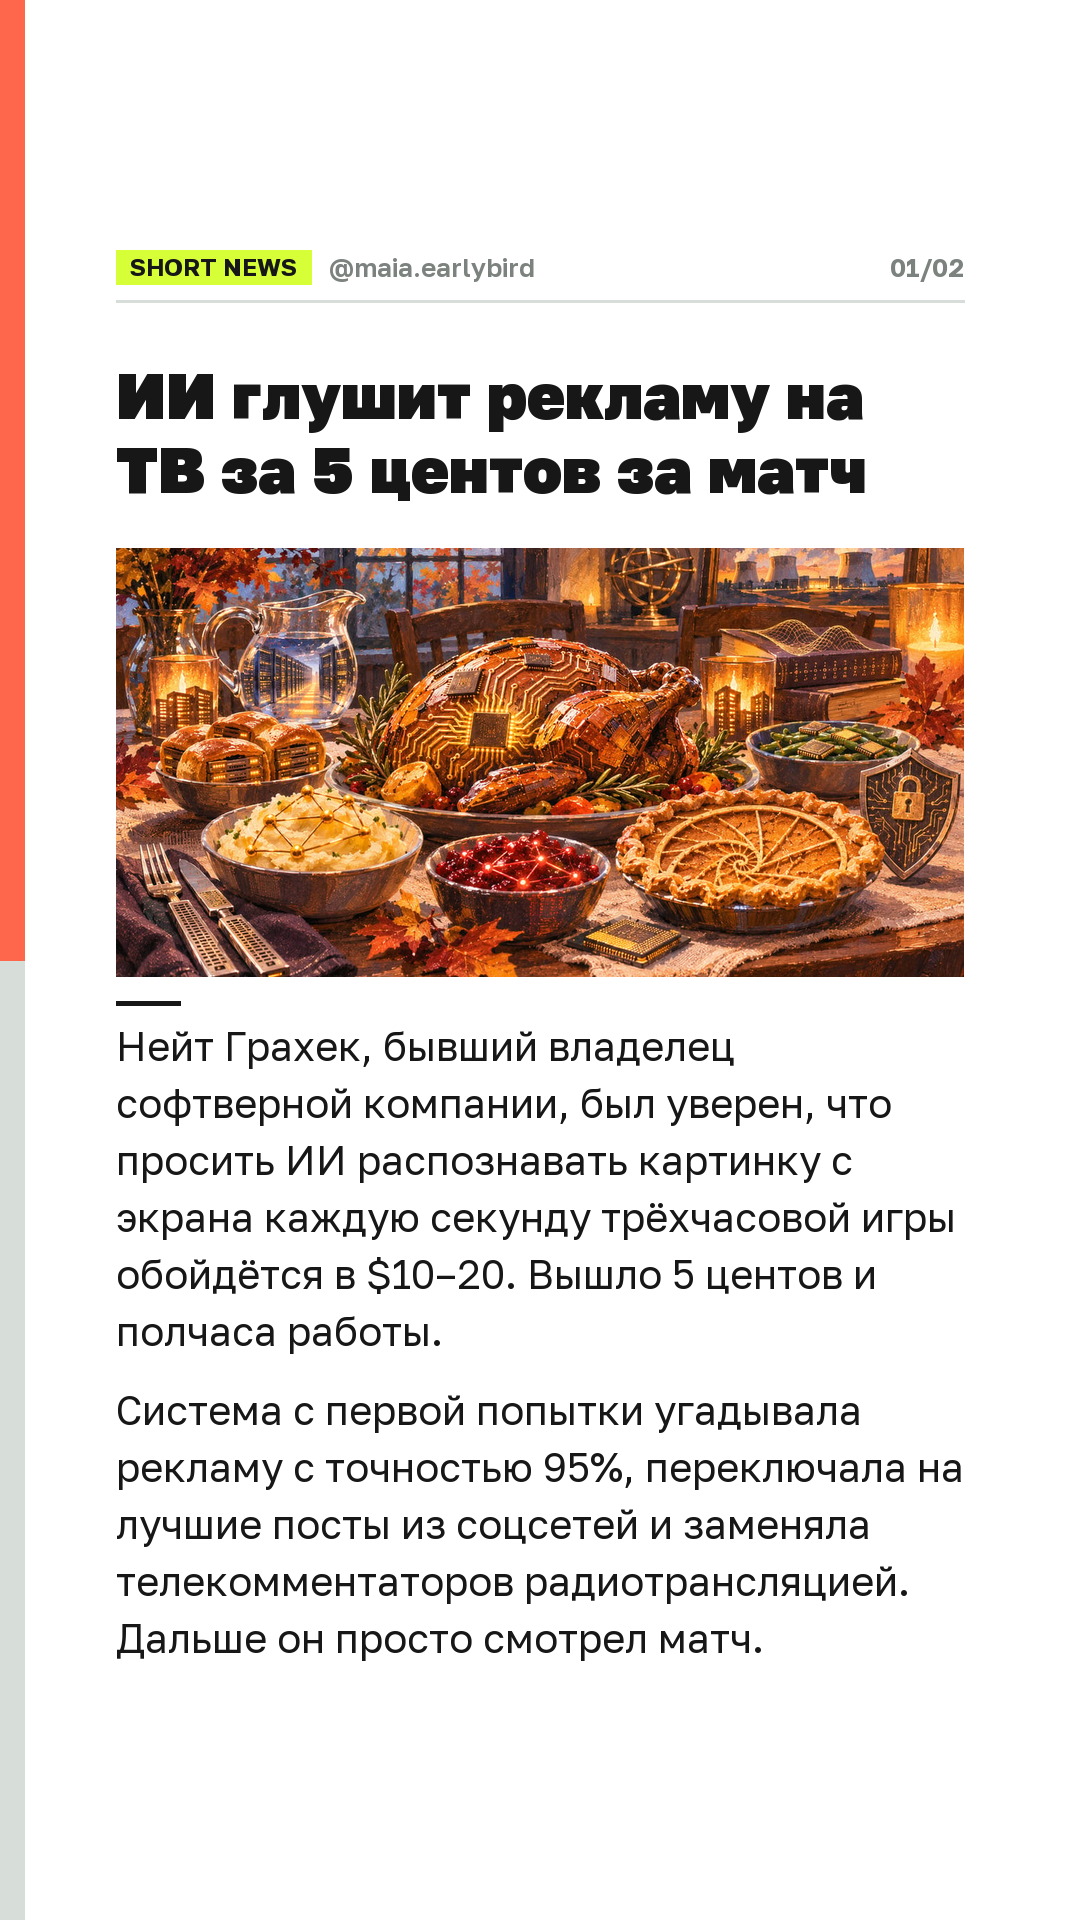 SHORT NEWS @maia.earlybird 01/02
ИИ глушит рекламу на
ТВ за 5 центов за матч
Нейт Грахек, бывший владелец
софтверной компании, был уверен, что
просить ИИ распознавать картинку с
экрана каждую секунду трёхчасовой игры
обойдётся в $10–20. Вышло 5 центов и
полчаса работы.
Система с первой попытки угадывала
рекламу с точностью 95%, переключала на
лучшие посты из соцсетей и заменяла
телекомментаторов радиотрансляцией.
Дальше он просто смотрел матч.